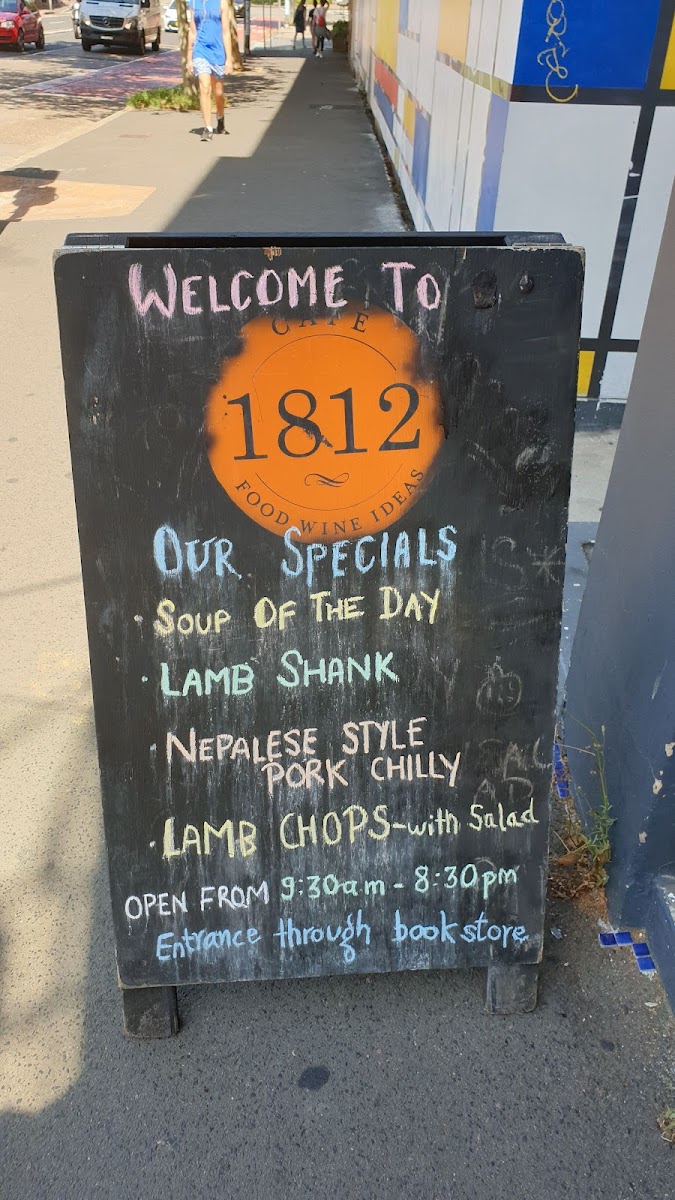 WELCOME TO
CAFE
1812
FOOD WINE IDEAS
OUR SPECIALS
· SOUP OF THE DAY
· LAMB SHANK
· NEPALESE STYLE
PORK CHILLY
· LAMB CHOPS-with Salad
OPEN FROM 9:30am - 8:30pm
Entrance through bookstore